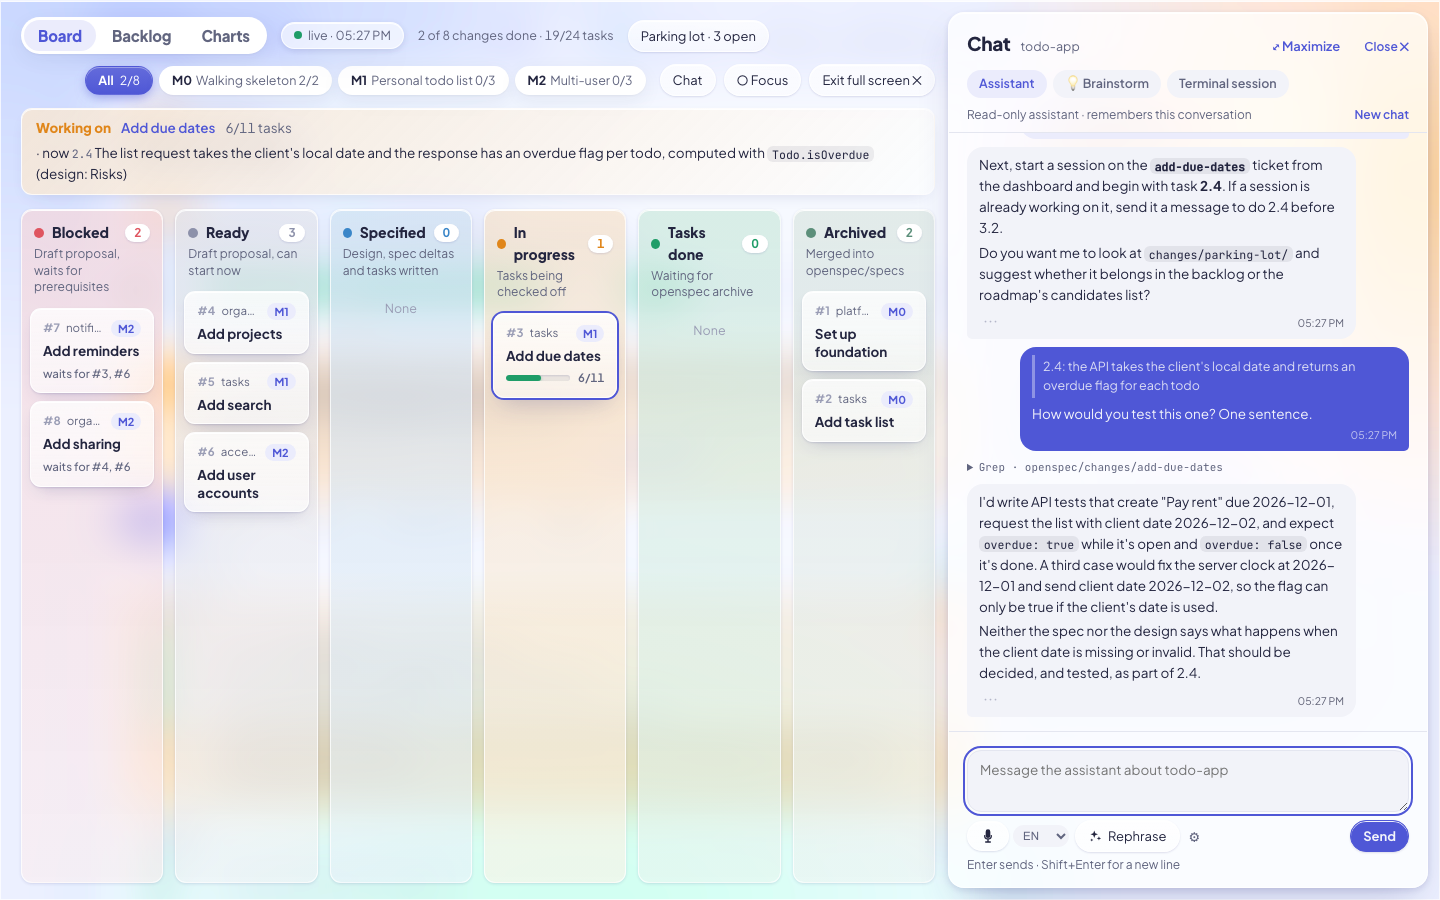 Board Backlog Charts live · 05:27 PM 2 of 8 changes done · 19/24 tasks Parking lot · 3 open
All 2/8 M0 Walking skeleton 2/2 M1 Personal todo list 0/3 M2 Multi-user 0/3 Chat Focus Exit full screen
Working on Add due dates 6/11 tasks
· now 2.4 The list request takes the client's local date and the response has an overdue flag per todo, computed with Todo.isOverdue
(design: Risks)
Blocked 2
Draft proposal,
waits for
prerequisites
#7 notifi... M2
Add reminders
waits for #3, #6
#8 orga... M2
Add sharing
waits for #4, #6
Ready 3
Draft proposal, can
start now
#4 orga... M1
Add projects
#5 tasks M1
Add search
#6 acce... M2
Add user
accounts
Specified 0
Design, spec deltas
and tasks written
None
In
progress 1
Tasks being
checked off
#3 tasks M1
Add due dates
6/11
Tasks
done 0
Waiting for
openspec archive
None
Archived 2
Merged into
openspec/specs
#1 platf... M0
Set up
foundation
#2 tasks M0
Add task list
Chat todo-app Maximize Close
Assistant Brainstorm Terminal session
Read-only assistant · remembers this conversation New chat
Next, start a session on the add-due-dates ticket from
the dashboard and begin with task 2.4. If a session is
already working on it, send it a message to do 2.4 before
3.2.
Do you want me to look at changes/parking-lot/ and
suggest whether it belongs in the backlog or the
roadmap's candidates list?
... 05:27 PM
2.4: the API takes the client's local date and returns an
overdue flag for each todo
How would you test this one? One sentence.
05:27 PM
Grep · openspec/changes/add-due-dates
I'd write API tests that create "Pay rent" due 2026-12-01,
request the list with client date 2026-12-02, and expect
overdue: true while it's open and overdue: false once
it's done. A third case would fix the server clock at 2026-
12-01 and send client date 2026-12-02, so the flag can
only be true if the client's date is used.
Neither the spec nor the design says what happens when
the client date is missing or invalid. That should be
decided, and tested, as part of 2.4.
... 05:27 PM
Message the assistant about todo-app
EN Rephrase Send
Enter sends · Shift+Enter for a new line